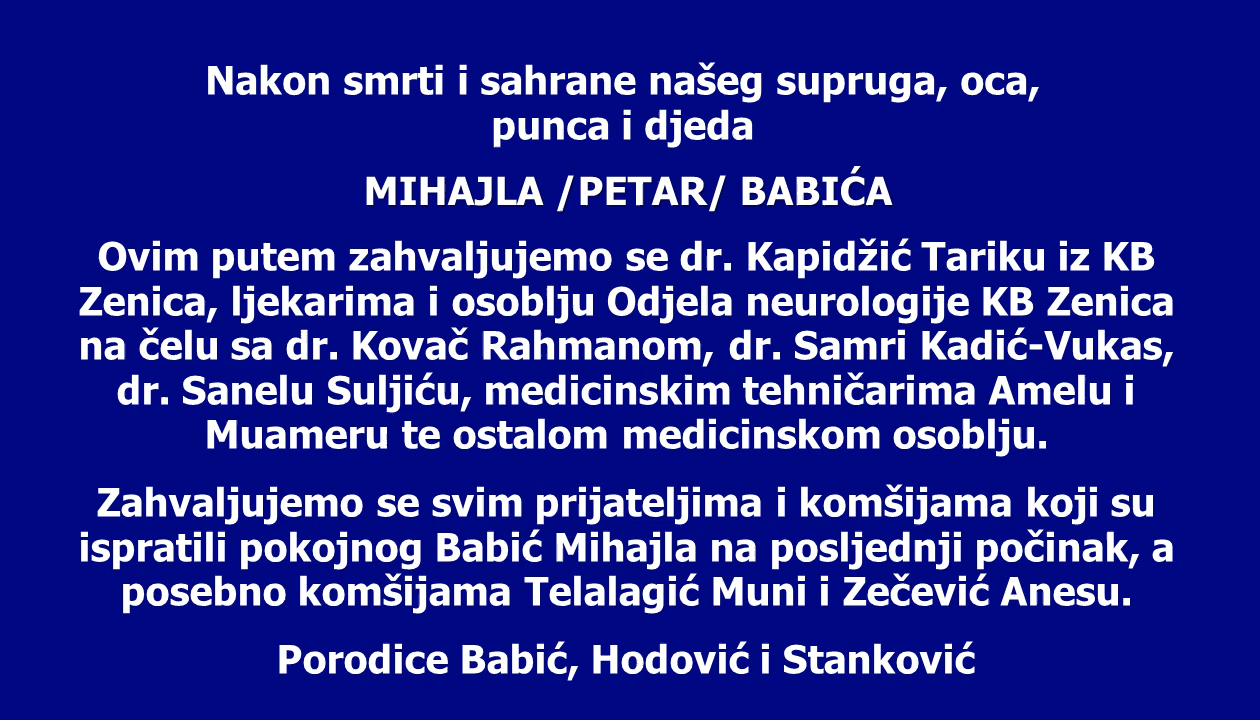 Nakon smrti i sahrane našeg supruga, oca,
punca i djeda
MIHAJLA /PETAR/ BABIĆA
Ovim putem zahvaljujemo se dr. Kapidžić Tariku iz KB
Zenica, ljekarima i osoblju Odjela neurologije KB Zenica
na čelu sa dr. Kovač Rahmanom, dr. Samri Kadić-Vukas,
dr. Sanelu Suljiću, medicinskim tehničarima Amelu i
Muameru te ostalom medicinskom osoblju.
Zahvaljujemo se svim prijateljima i komšijama koji su
ispratili pokojnog Babić Mihajla na posljednji počinak, a
posebno komšijama Telalagić Muni i Zečević Anesu.
Porodice Babić, Hodović i Stanković